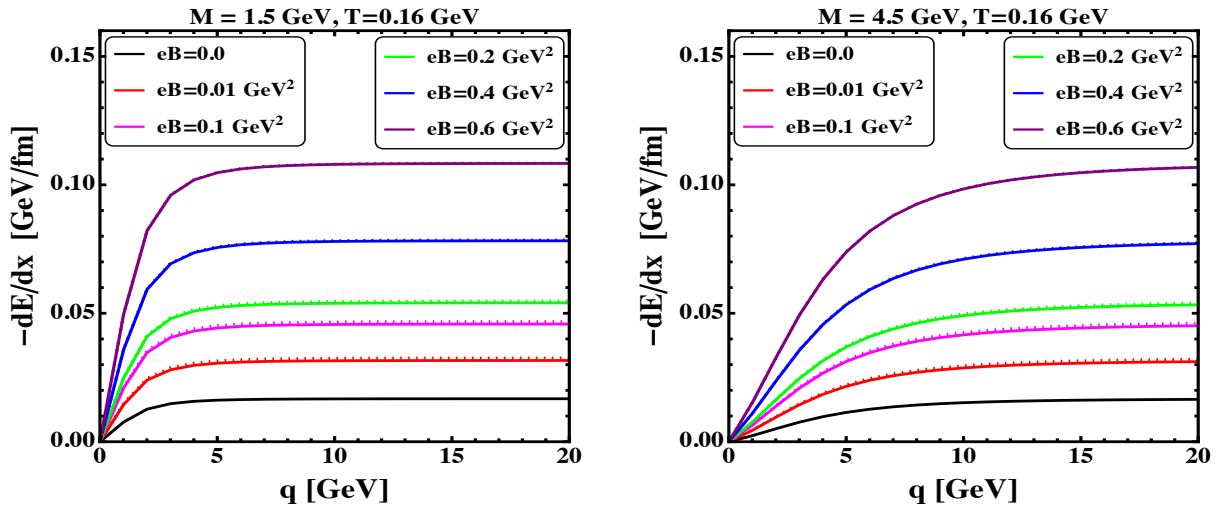 M = 1.5 GeV, T=0.16 GeV
eB=0.0
eB=0.01 GeV²
eB=0.1 GeV²
eB=0.2 GeV²
eB=0.4 GeV²
eB=0.6 GeV²
0.15
0.10
0.05
0.00
−dE/dx [GeV/fm]
0 5 10 15 20
q [GeV]
M = 4.5 GeV, T=0.16 GeV
eB=0.0
eB=0.01 GeV²
eB=0.1 GeV²
eB=0.2 GeV²
eB=0.4 GeV²
eB=0.6 GeV²
0.15
0.10
0.05
0.00
−dE/dx [GeV/fm]
0 5 10 15 20
q [GeV]